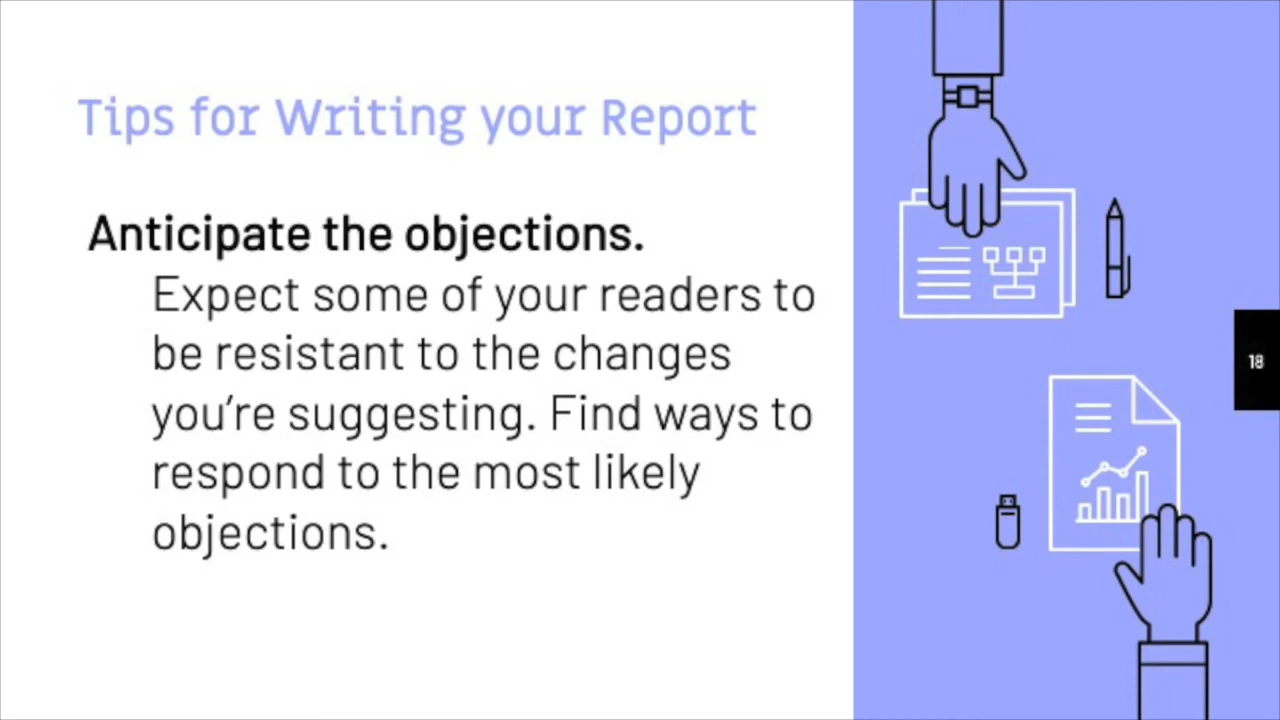 Tips for Writing your Report
Anticipate the objections.
Expect some of your readers to
be resistant to the changes
you're suggesting. Find ways to
respond to the most likely
objections.
18